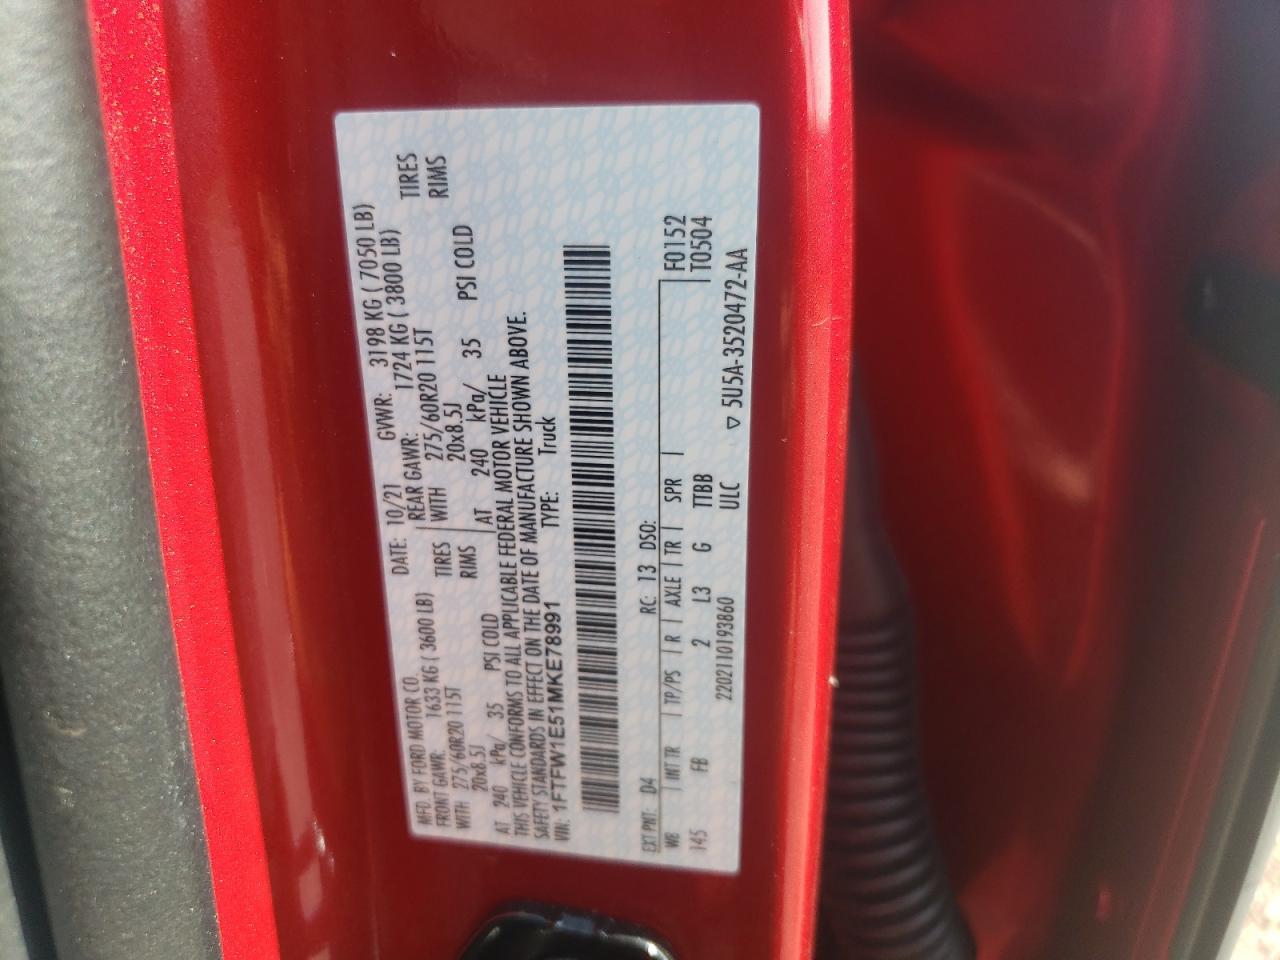 MFD. BY FORD MOTOR CO. DATE: 10/21 GVWR: 3198 KG ( 7050 LB)
FRONT GAWR: 1633 KG ( 3600 LB) REAR GAWR: 1724 KG ( 3800 LB)
WITH 275/60R20 115T TIRES WITH 275/60R20 115T TIRES
20x8.5J RIMS 20x8.5J RIMS
AT 240 kPa/ 35 PSI COLD AT 240 kPa/ 35 PSI COLD
THIS VEHICLE CONFORMS TO ALL APPLICABLE FEDERAL MOTOR VEHICLE
SAFETY STANDARDS IN EFFECT ON THE DATE OF MANUFACTURE SHOWN ABOVE.
VIN: 1FTFW1E51MKE78991 TYPE: Truck
EXT PNT: D4 RC: 13 DSO: F0152
WB | INT TR | TP/PS | R | AXLE | TR | SPR | T0504
145 FB 2 L3 G TTBB
2202110193860 ULC ▽ 5U5A-3520472-AA